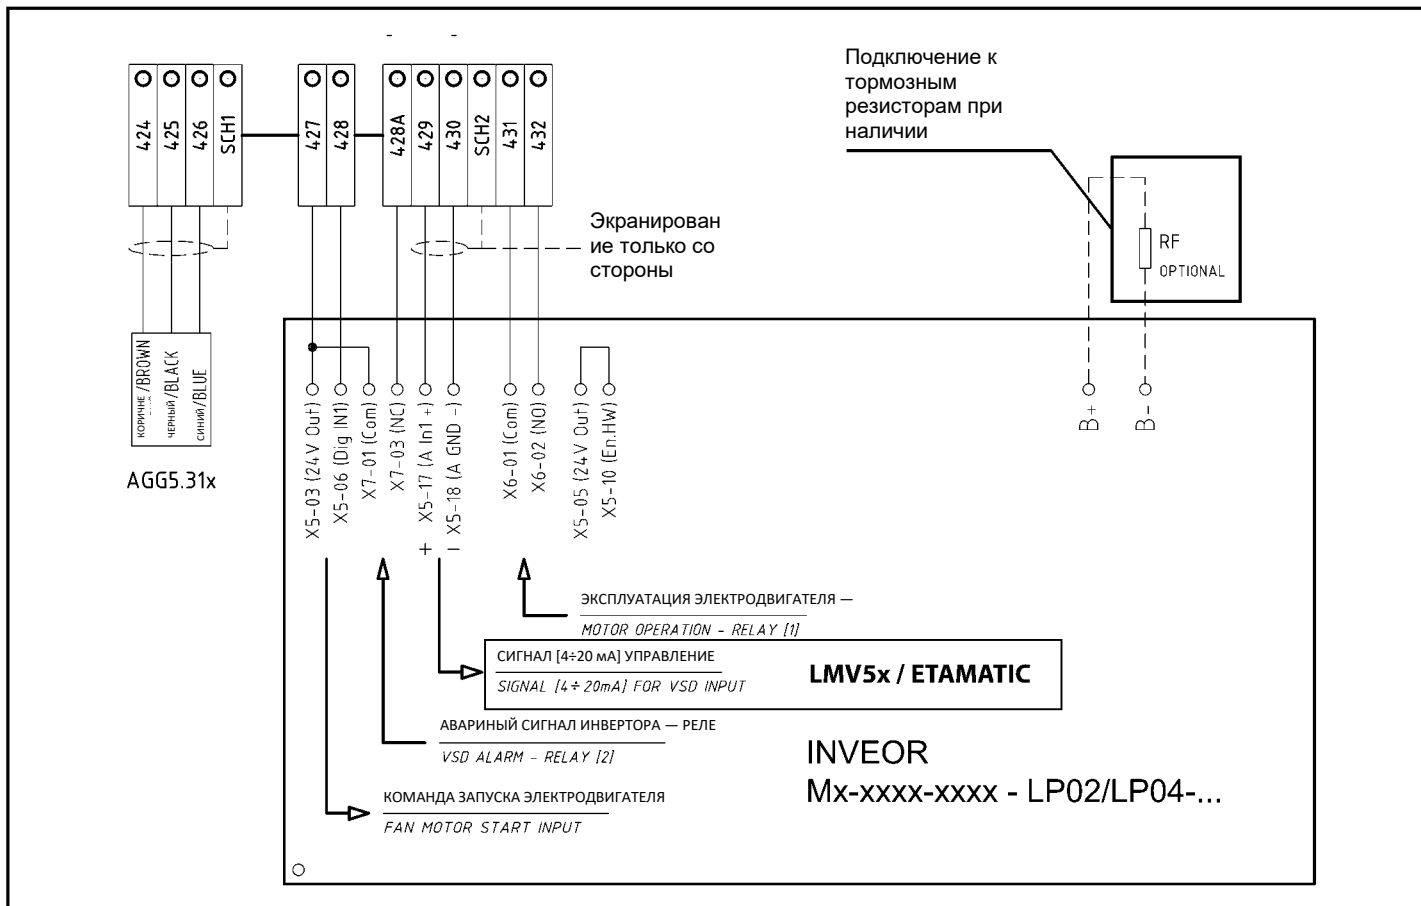 - -
Подключение к
тормозным
резисторам при
наличии
424
425
426
SCH1
427
428
428A
429
430
SCH2
431
432
Экранирован
ие только со
стороны
RF
OPTIONAL
КОРИЧНЕ /BROWN
ЧЕРНЫЙ /BLACK
СИНИЙ /BLUE
AGG5.31x
X5-03 (24V Out)
X5-06 (Dig IN1)
X7-01 (Com)
X7-03 (NC)
+ X5-17 (A In1 +)
– X5-18 (A GND -)
X6-01 (Com)
X6-02 (NO)
X5-05 (24V Out)
X5-10 (En.HW)
B+
B-
ЭКСПЛУАТАЦИЯ ЭЛЕКТРОДВИГАТЕЛЯ —
MOTOR OPERATION - RELAY [1]
СИГНАЛ [4÷20 мА] УПРАВЛЕНИЕ
SIGNAL [4÷20mA] FOR VSD INPUT
LMV5x / ETAMATIC
АВАРИНЫЙ СИГНАЛ ИНВЕРТОРА — РЕЛЕ
VSD ALARM - RELAY [2]
INVEOR
Mx-xxxx-xxxx - LP02/LP04-...
КОМАНДА ЗАПУСКА ЭЛЕКТРОДВИГАТЕЛЯ
FAN MOTOR START INPUT